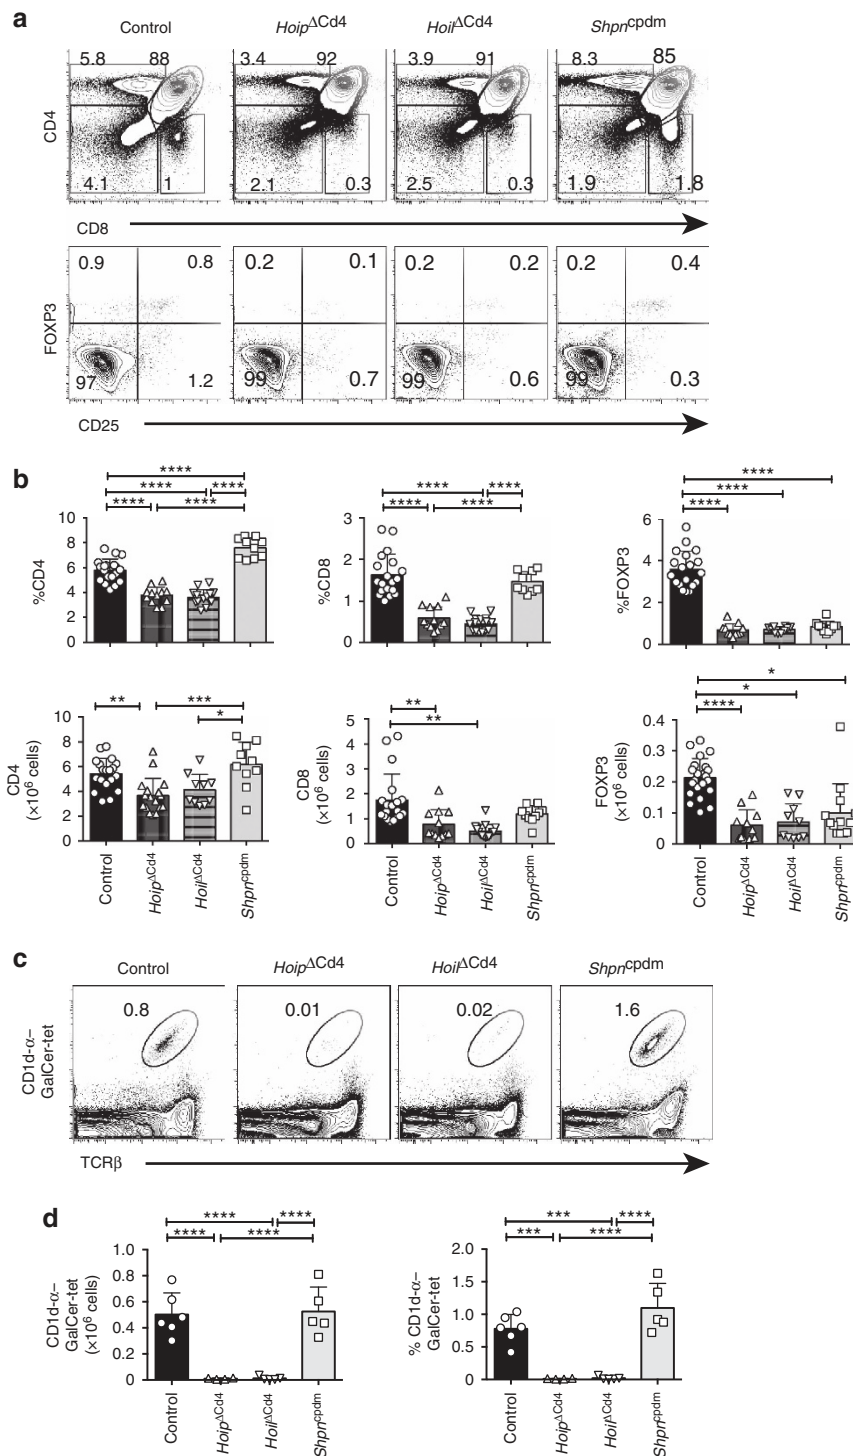 a
Control
Hoip^ΔCd4
Hoil^ΔCd4
Shpn^cpdm
5.8 88
3.4 92
3.9 91
8.3 85
CD4
4.1 1
2.1 0.3
2.5 0.3
1.9 1.8
CD8
0.9 0.8
0.2 0.1
0.2 0.2
0.2 0.4
FOXP3
97 1.2
99 0.7
99 0.6
99 0.3
CD25
b
****
**** ****
**** ****
10
8
6
4
2
0
%CD4
**** ****
**** ****
3
2
1
0
%CD8
****
****
****
6
4
2
0
%FOXP3
** ***
*
10
8
6
4
2
0
CD4
(×10⁶ cells)
Control
Hoip^ΔCd4
Hoil^ΔCd4
Shpn^cpdm
**
**
5
4
3
2
1
0
CD8
(×10⁶ cells)
Control
Hoip^ΔCd4
Hoil^ΔCd4
Shpn^cpdm
*
*
****
0.4
0.3
0.2
0.1
0
FOXP3
(×10⁶ cells)
Control
Hoip^ΔCd4
Hoil^ΔCd4
Shpn^cpdm
c
Control
Hoip^ΔCd4
Hoil^ΔCd4
Shpn^cpdm
0.8
0.01
0.02
1.6
CD1d-α–
GalCer-tet
TCRβ
d
**** ****
**** ****
1.0
0.8
0.6
0.4
0.2
0
CD1d-α–
GalCer-tet
(×10⁶ cells)
Control
Hoip^ΔCd4
Hoil^ΔCd4
Shpn^cpdm
*** ****
*** ****
2.0
1.5
1.0
0.5
0
% CD1d-α–
GalCer-tet
Control
Hoip^ΔCd4
Hoil^ΔCd4
Shpn^cpdm